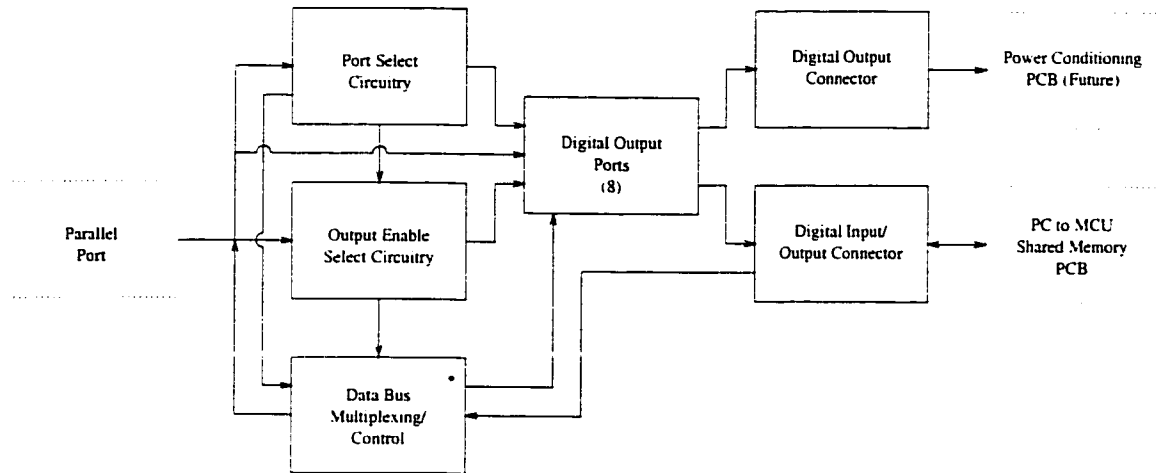 Port Select
Circuitry
Digital Output
Connector
Power Conditioning
PCB (Future)
Digital Output
Ports
(8)
Parallel
Port
Output Enable
Select Circuitry
Digital Input/
Output Connector
PC to MCU
Shared Memory
PCB
Data Bus
Multiplexing/
Control